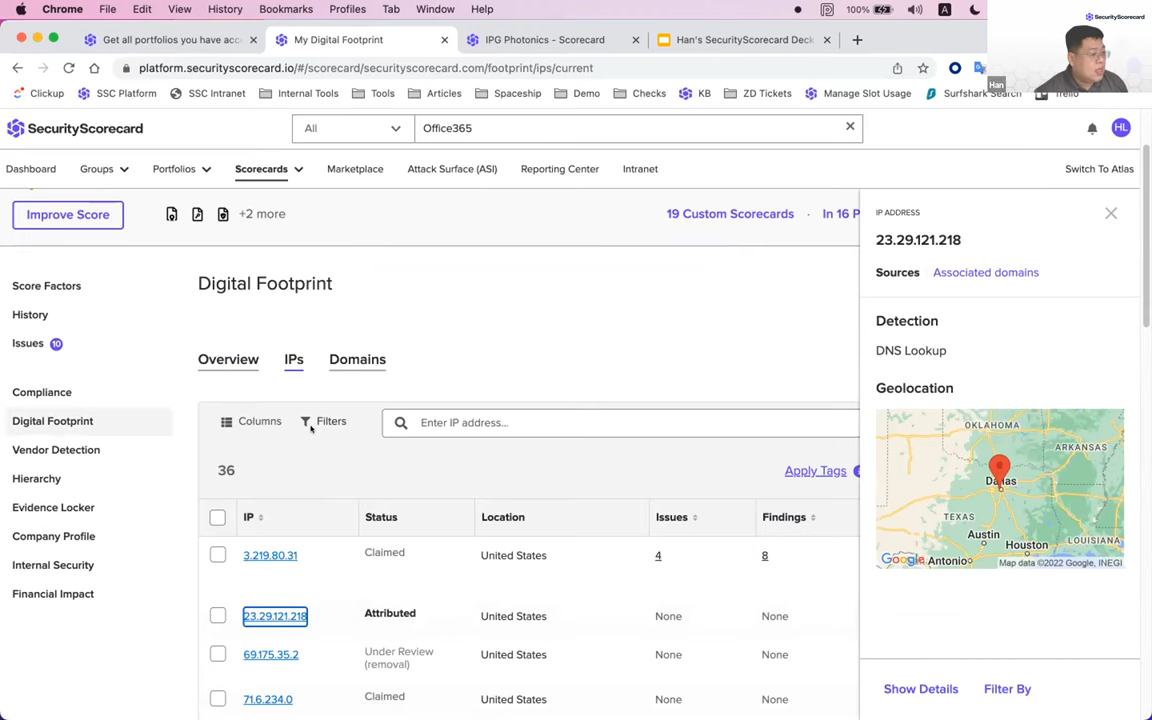 Chrome File Edit View History Bookmarks Profiles Tab Window Help 100% A
SecurityScorecard
Get all portfolios you have acc
My Digital Footprint
IPG Photonics - Scorecard
Han's SecurityScorecard Deck
platform.securityscorecard.io/#/scorecard/securityscorecard.com/footprint/ips/current
Han
Clickup SSC Platform SSC Intranet Internal Tools Tools Articles Spaceship Demo Checks KB ZD Tickets Manage Slot Usage Surfshark Search Trello
SecurityScorecard
All
Office365
HL
Dashboard Groups Portfolios Scorecards Marketplace Attack Surface (ASI) Reporting Center Intranet Switch To Atlas
Improve Score
+2 more
19 Custom Scorecards · In 16 P
Score Factors
History
Issues 10
Compliance
Digital Footprint
Vendor Detection
Hierarchy
Evidence Locker
Company Profile
Internal Security
Financial Impact
Digital Footprint
Overview IPs Domains
Columns Filters Enter IP address...
36 Apply Tags
IP Status Location Issues Findings
3.219.80.31 Claimed United States 4 8
23.29.121.218 Attributed United States None None
69.175.35.2 Under Review United States None None
(removal)
71.6.234.0 Claimed United States None None
IP ADDRESS
23.29.121.218
Sources Associated domains
Detection
DNS Lookup
Geolocation
OKLAHOMA
ARKANSAS
Dallas
TEXAS
Austin
LOUISIANA
Houston
Antonio
Google
Map data ©2022 Google, INEGI
Show Details Filter By